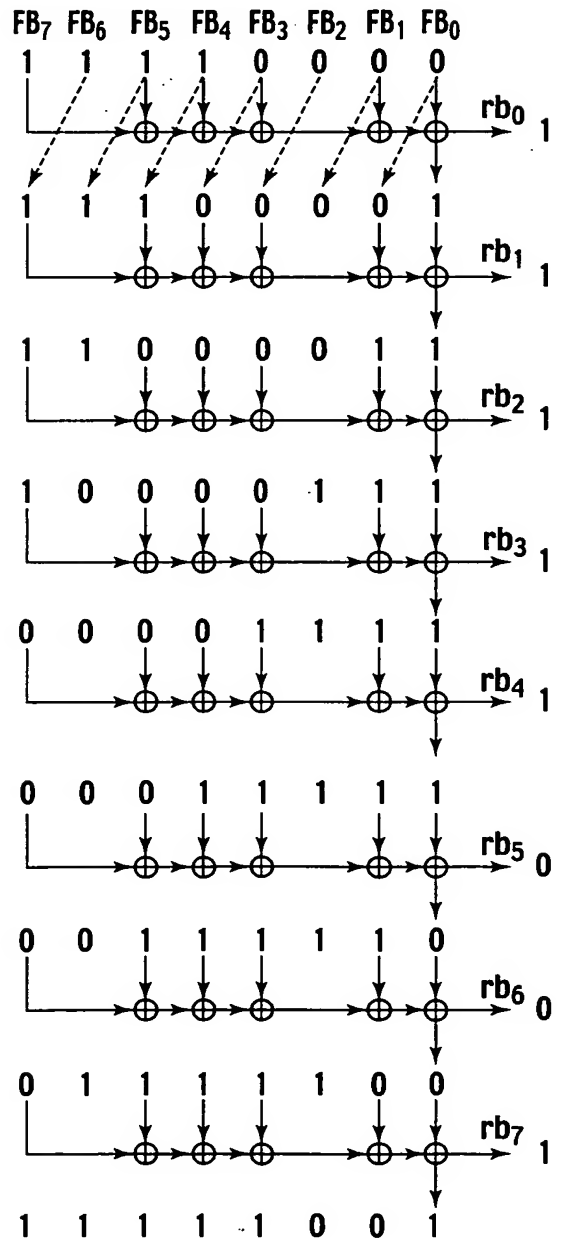 FB₇ FB₆ FB₅ FB₄ FB₃ FB₂ FB₁ FB₀
1 1 1 1 0 0 0 0
rb₀ 1
1 1 1 0 0 0 0 1
rb₁ 1
1 1 0 0 0 0 1 1
rb₂ 1
1 0 0 0 0 1 1 1
rb₃ 1
0 0 0 0 1 1 1 1
rb₄ 1
0 0 0 1 1 1 1 1
rb₅ 0
0 0 1 1 1 1 1 0
rb₆ 0
0 1 1 1 1 1 0 0
rb₇ 1
1 1 1 1 1 0 0 1